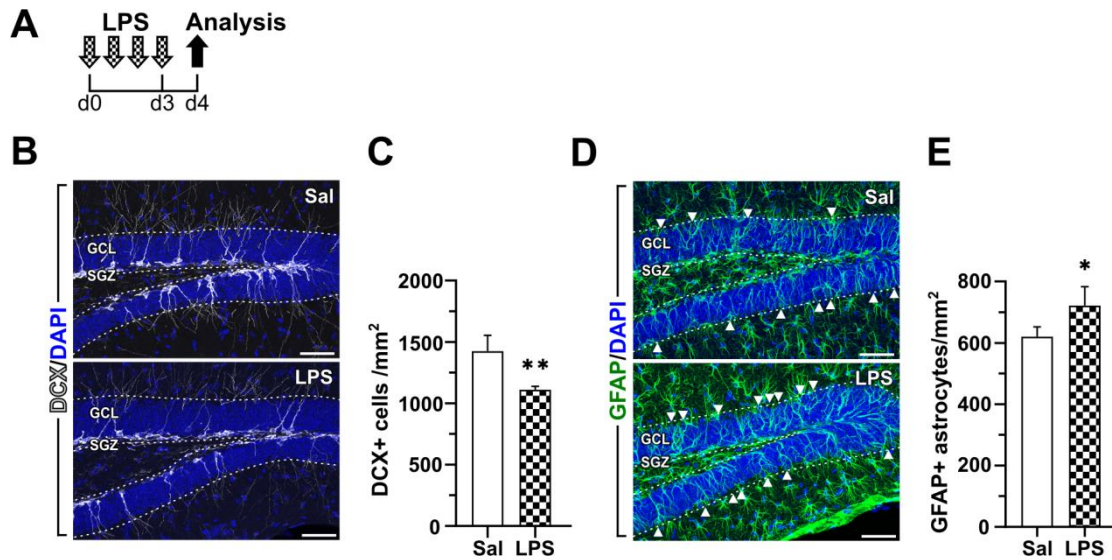 A
LPS Analysis
d0 d3 d4
B
DCX/DAPI
Sal
GCL
SGZ
LPS
GCL
SGZ
C
DCX+ cells /mm²
2000
1500
1000
500
0
**
Sal LPS
D
GFAP/DAPI
Sal
GCL
SGZ
LPS
GCL
SGZ
E
GFAP+ astrocytes/mm²
800
600
400
200
0
*
Sal LPS